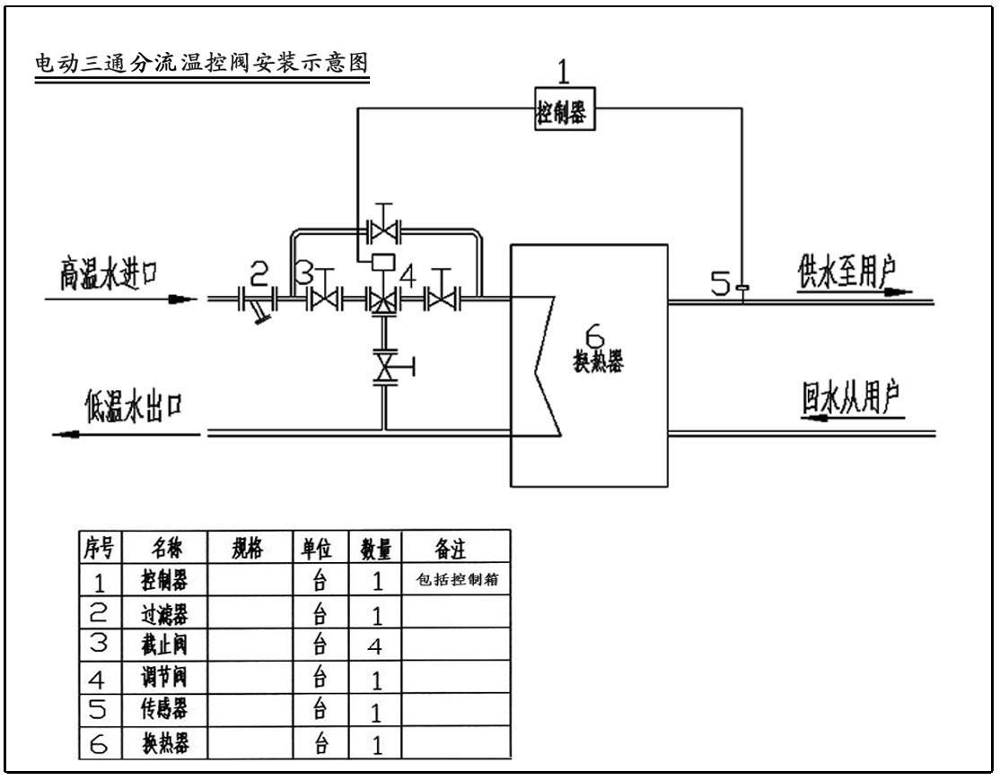 电动三通分流温控阀安装示意图
1
控制器
高温水进口
2
3
4
5
供水至用户
6
换热器
低温水出口
回水从用户
序号 名称 规格 单位 数量 备注
1 控制器 台 1 包括控制箱
2 过滤器 台 1
3 截止阀 台 4
4 调节阀 台 1
5 传感器 台 1
6 换热器 台 1